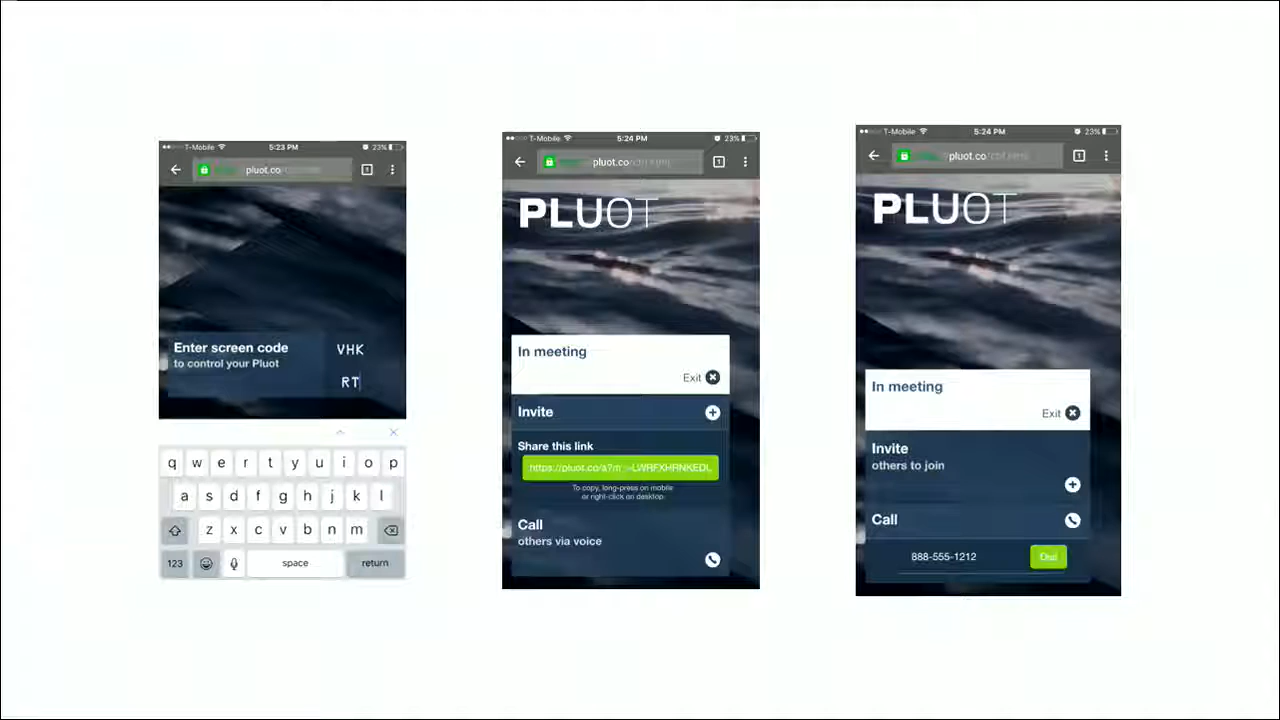 T-Mobile 5:23 PM 23%
pluot.co/
1
Enter screen code
to control your Pluot
VHK
RT
q w e r t y u i o p
a s d f g h j k l
z x c v b n m
123 space return
T-Mobile 5:24 PM 23%
pluot.co/
1
PLUOT
In meeting
Exit
Invite
Share this link
To copy, long-press on mobile
or right-click on desktop.
Call
others via voice
T-Mobile 5:24 PM 23%
pluot.co/
1
PLUOT
In meeting
Exit
Invite
others to join
Call
888-555-1212 Dial